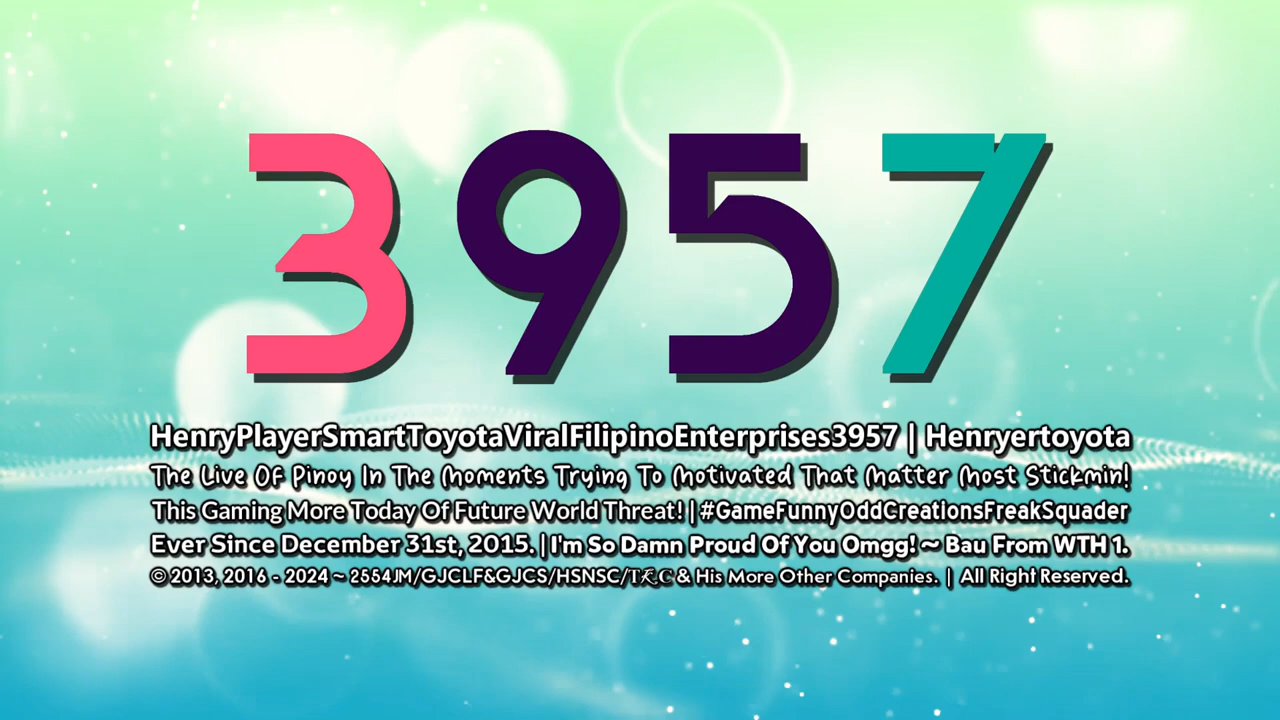 3957
HenryPlayerSmartToyotaViralFilipinoEnterprises3957 | Henryertoyota
The Live Of Pinoy In The Moments Trying To Motivated That Matter Most Stickmin!
This Gaming More Today Of Future World Threat! | #GameFunnyOddCreationsFreakSquader
Ever Since December 31st, 2015. | I'm So Damn Proud Of You Omgg! ~ Bau From WTH 1.
© 2013, 2016 - 2024 ~ 2554JM/GJCLF&GJCS/HSNSC/ & His More Other Companies. | All Right Reserved.